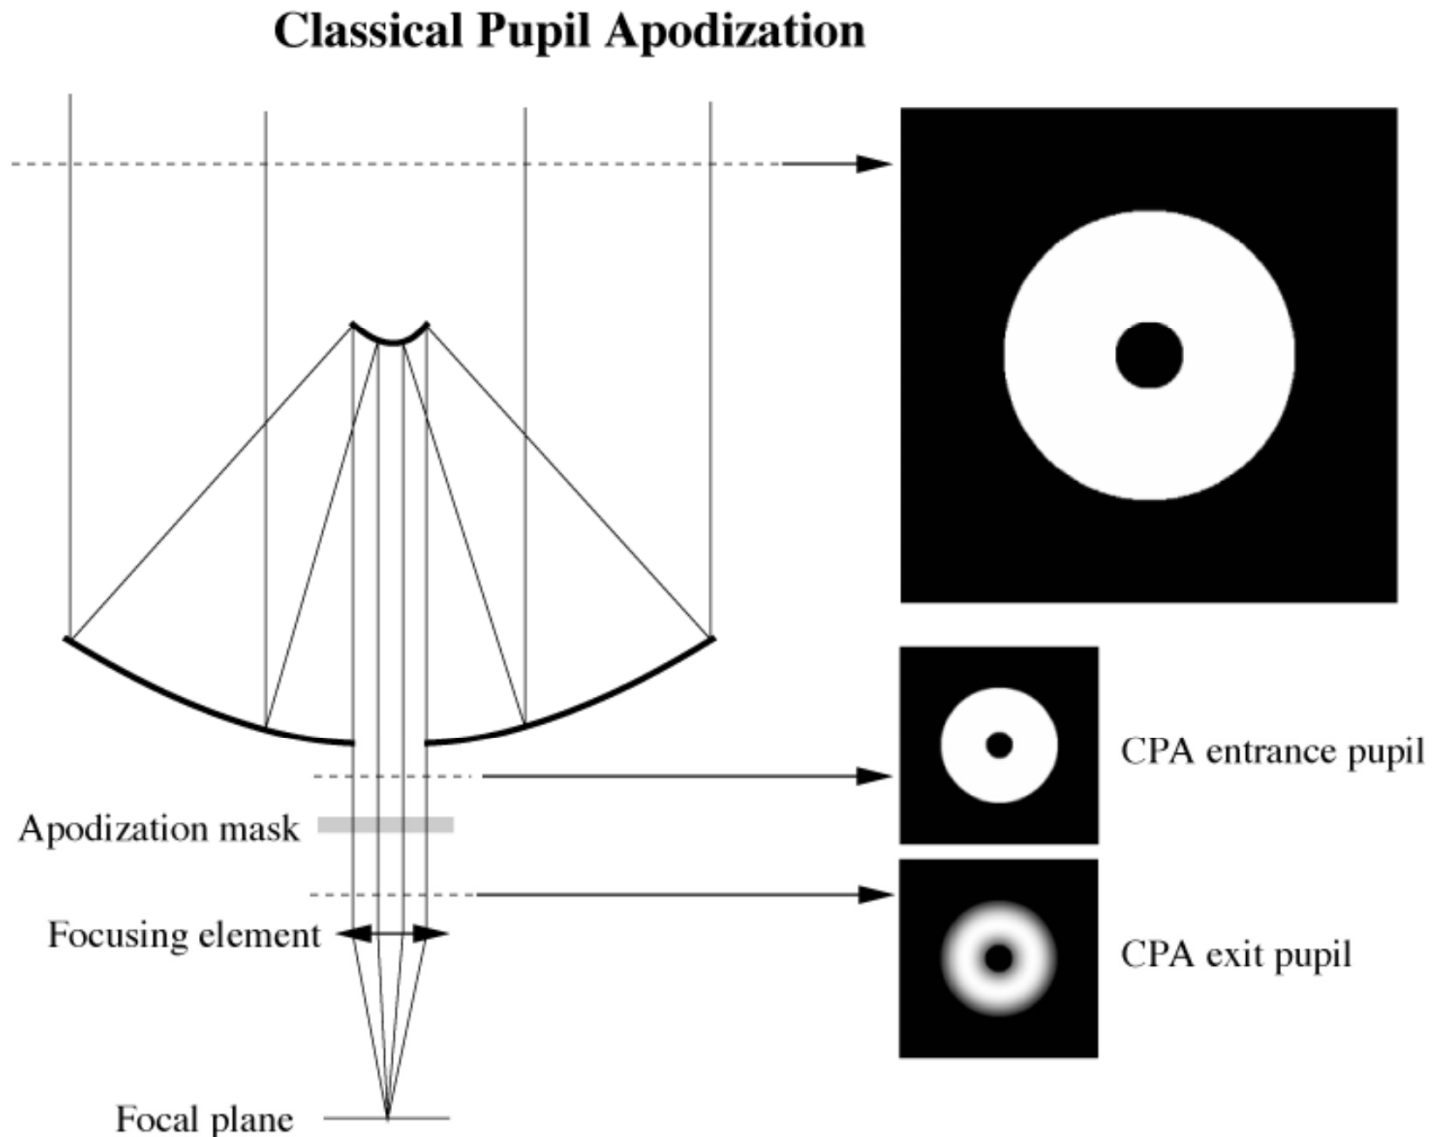 Classical Pupil Apodization
CPA entrance pupil
Apodization mask
Focusing element
CPA exit pupil
Focal plane